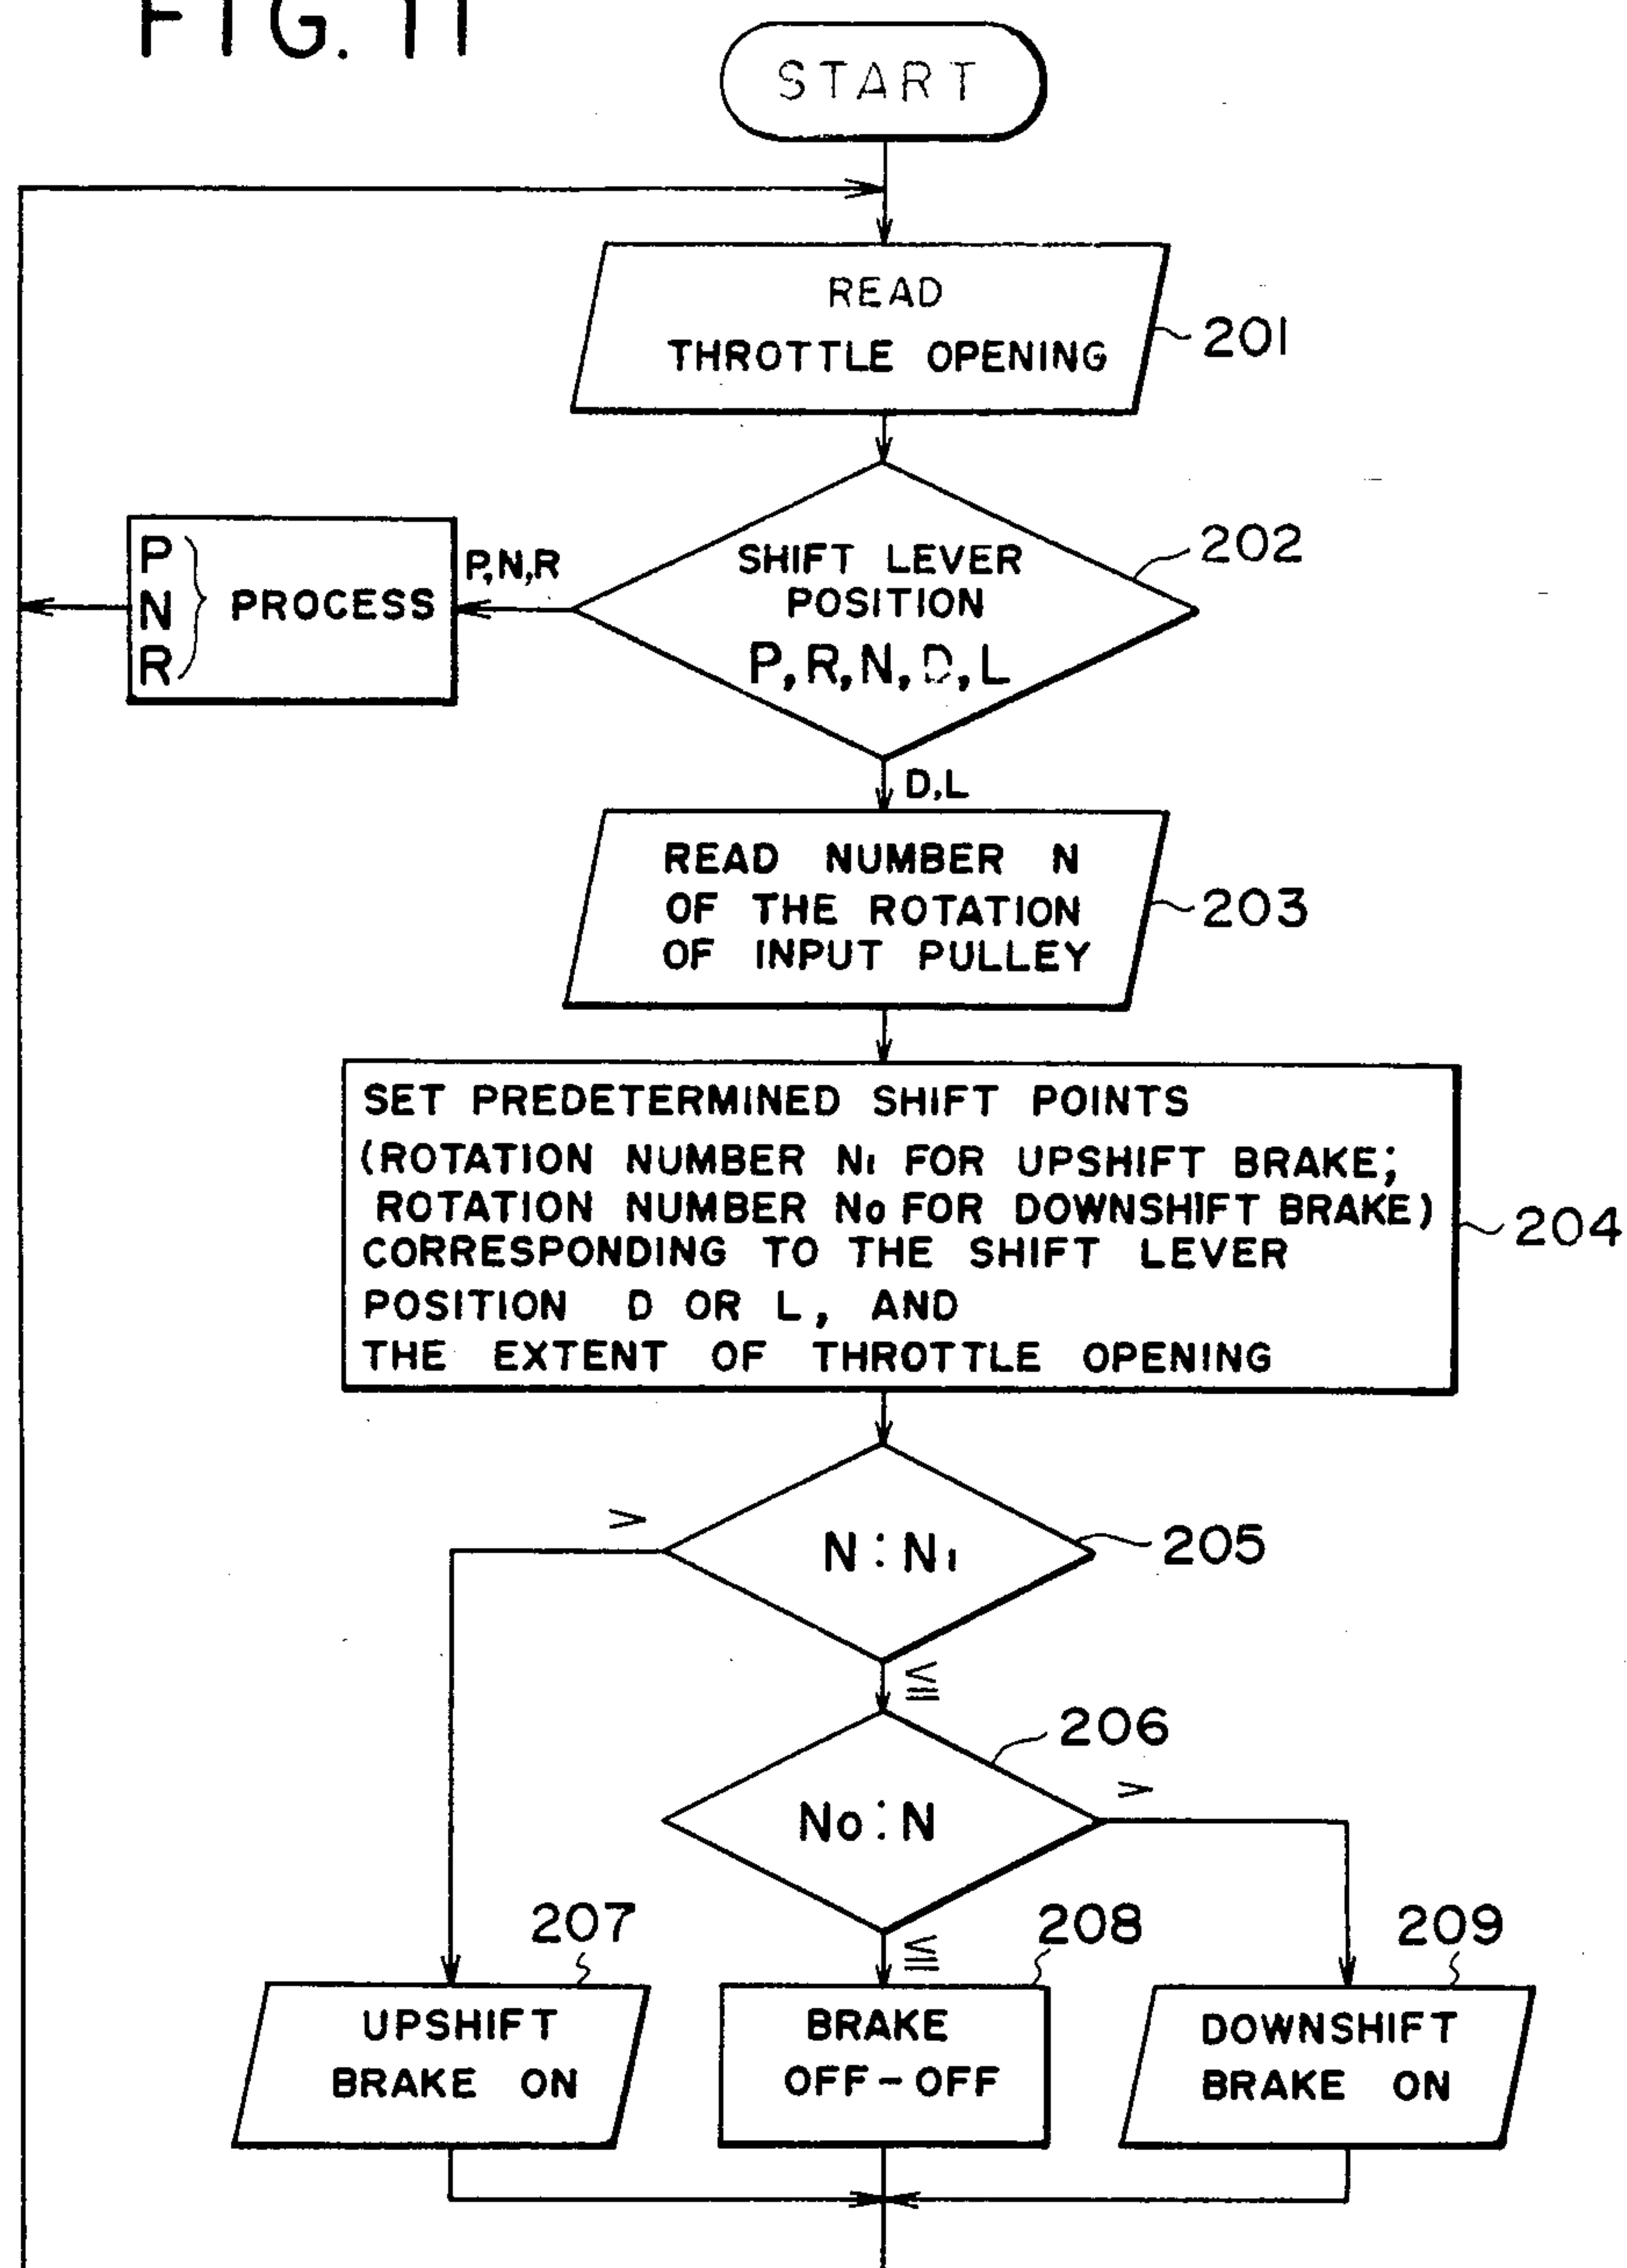 FIG. 11
START
READ
THROTTLE OPENING
201
SHIFT LEVER
POSITION
P, R, N, D, L
202
P,N,R
P
N
R
PROCESS
D,L
READ NUMBER N
OF THE ROTATION
OF INPUT PULLEY
203
SET PREDETERMINED SHIFT POINTS
(ROTATION NUMBER N₁ FOR UPSHIFT BRAKE;
ROTATION NUMBER N₀ FOR DOWNSHIFT BRAKE)
CORRESPONDING TO THE SHIFT LEVER
POSITION D OR L, AND
THE EXTENT OF THROTTLE OPENING
204
>
N : N₁
205
≦
206
N₀ : N
>
≦
207
UPSHIFT
BRAKE ON
208
BRAKE
OFF-OFF
209
DOWNSHIFT
BRAKE ON